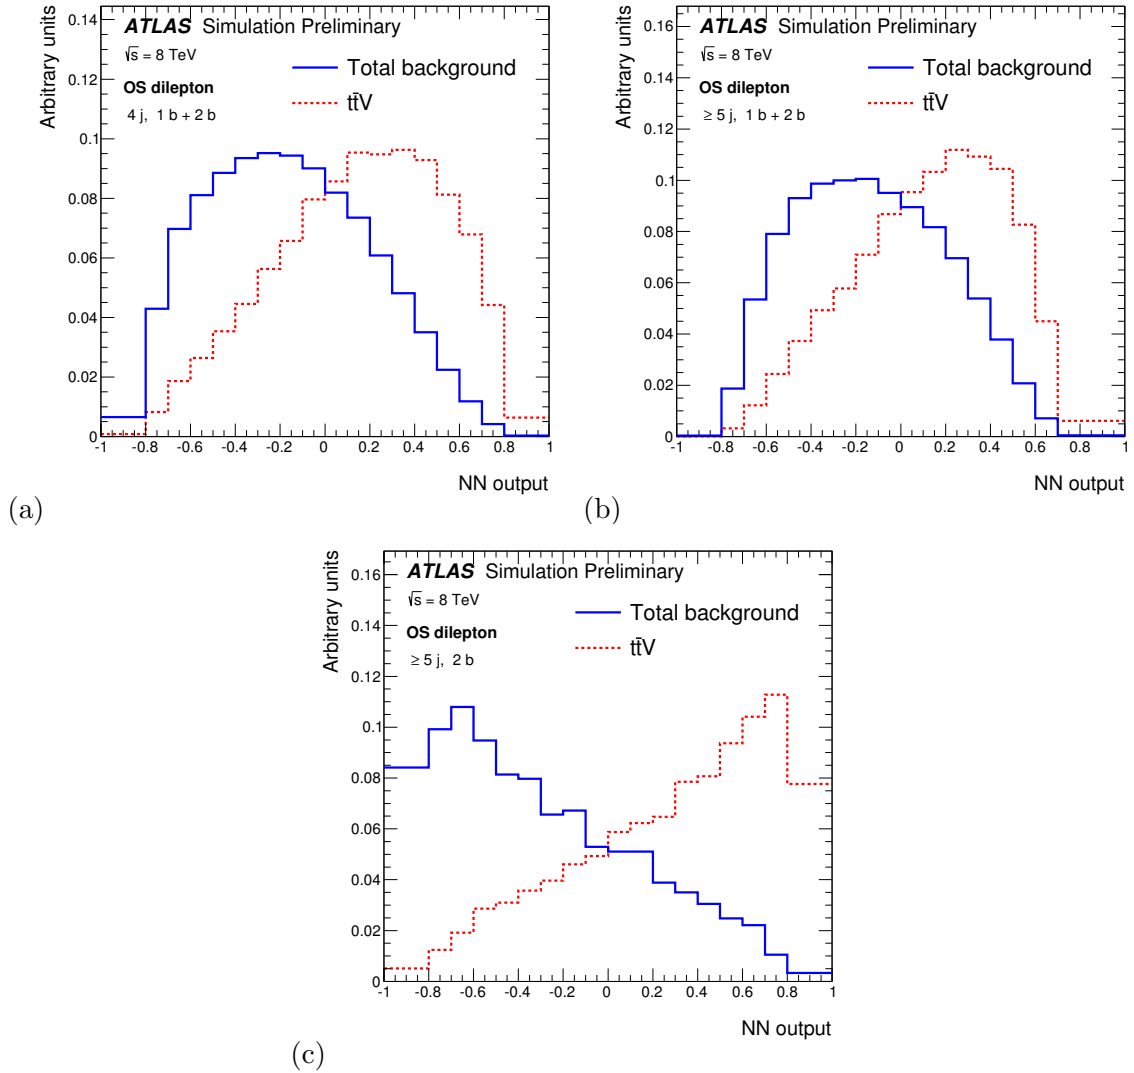 ATLAS Simulation Preliminary
√s = 8 TeV
OS dilepton
4 j, 1 b + 2 b
Total background
tt̄V
Arbitrary units
0.14
0.12
0.1
0.08
0.06
0.04
0.02
0
-1 -0.8 -0.6 -0.4 -0.2 0 0.2 0.4 0.6 0.8 1
NN output
(a)
ATLAS Simulation Preliminary
√s = 8 TeV
OS dilepton
≥ 5 j, 1 b + 2 b
Total background
tt̄V
Arbitrary units
0.16
0.14
0.12
0.1
0.08
0.06
0.04
0.02
0
-1 -0.8 -0.6 -0.4 -0.2 0 0.2 0.4 0.6 0.8 1
NN output
(b)
ATLAS Simulation Preliminary
√s = 8 TeV
OS dilepton
≥ 5 j, 2 b
Total background
tt̄V
Arbitrary units
0.16
0.14
0.12
0.1
0.08
0.06
0.04
0.02
0
-1 -0.8 -0.6 -0.4 -0.2 0 0.2 0.4 0.6 0.8 1
NN output
(c)